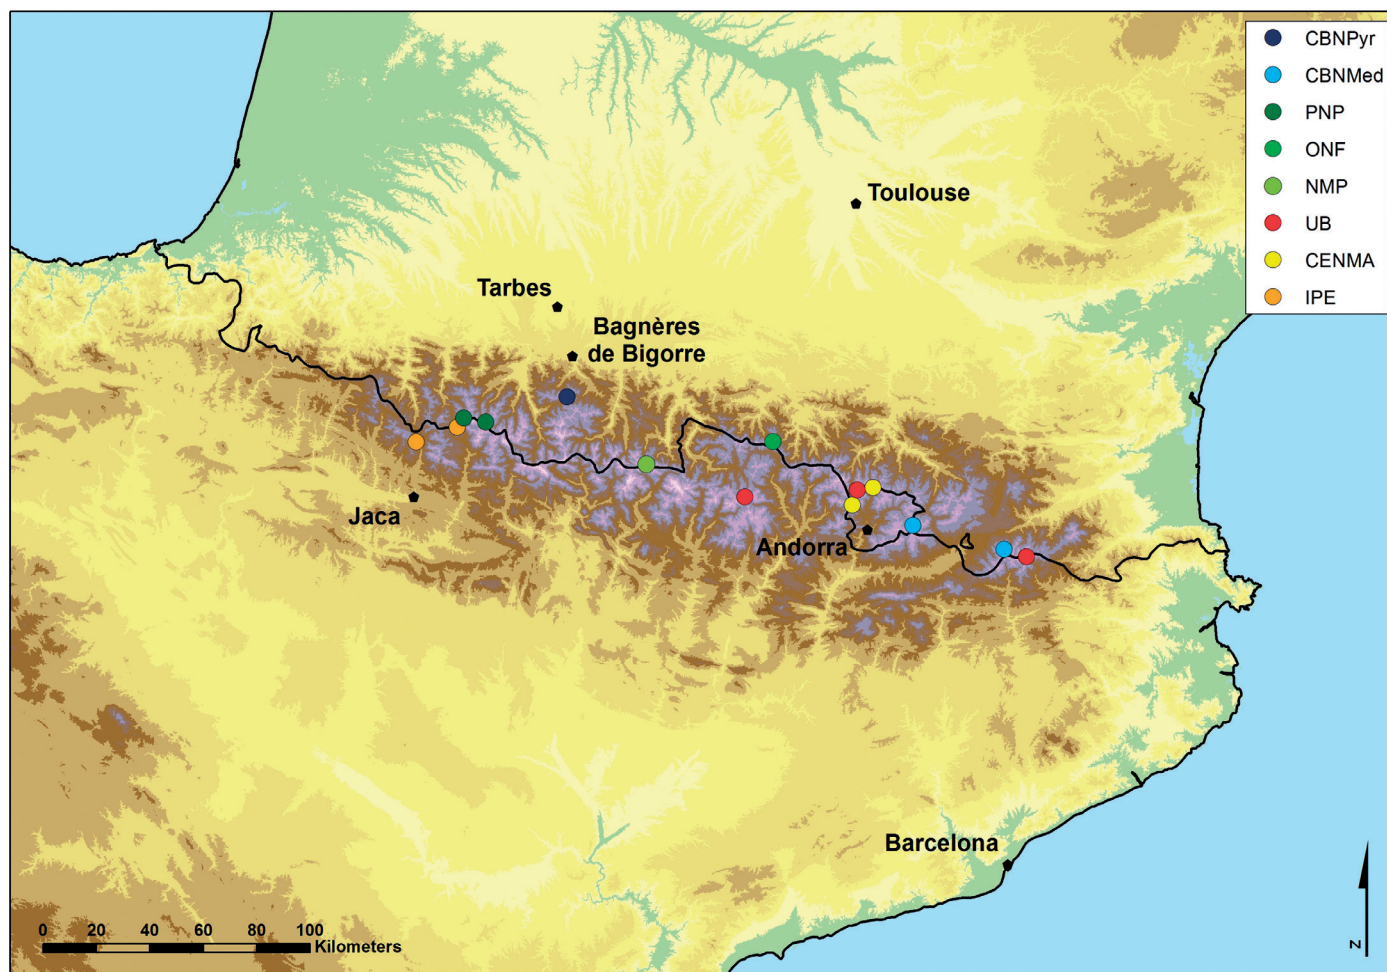 CBNPyr
CBNMed
PNP
ONF
NMP
UB
CENMA
IPE
Toulouse
Tarbes
Bagnères
de Bigorre
Jaca
Andorra
Barcelona
0 20 40 60 80 100
Kilometers
N